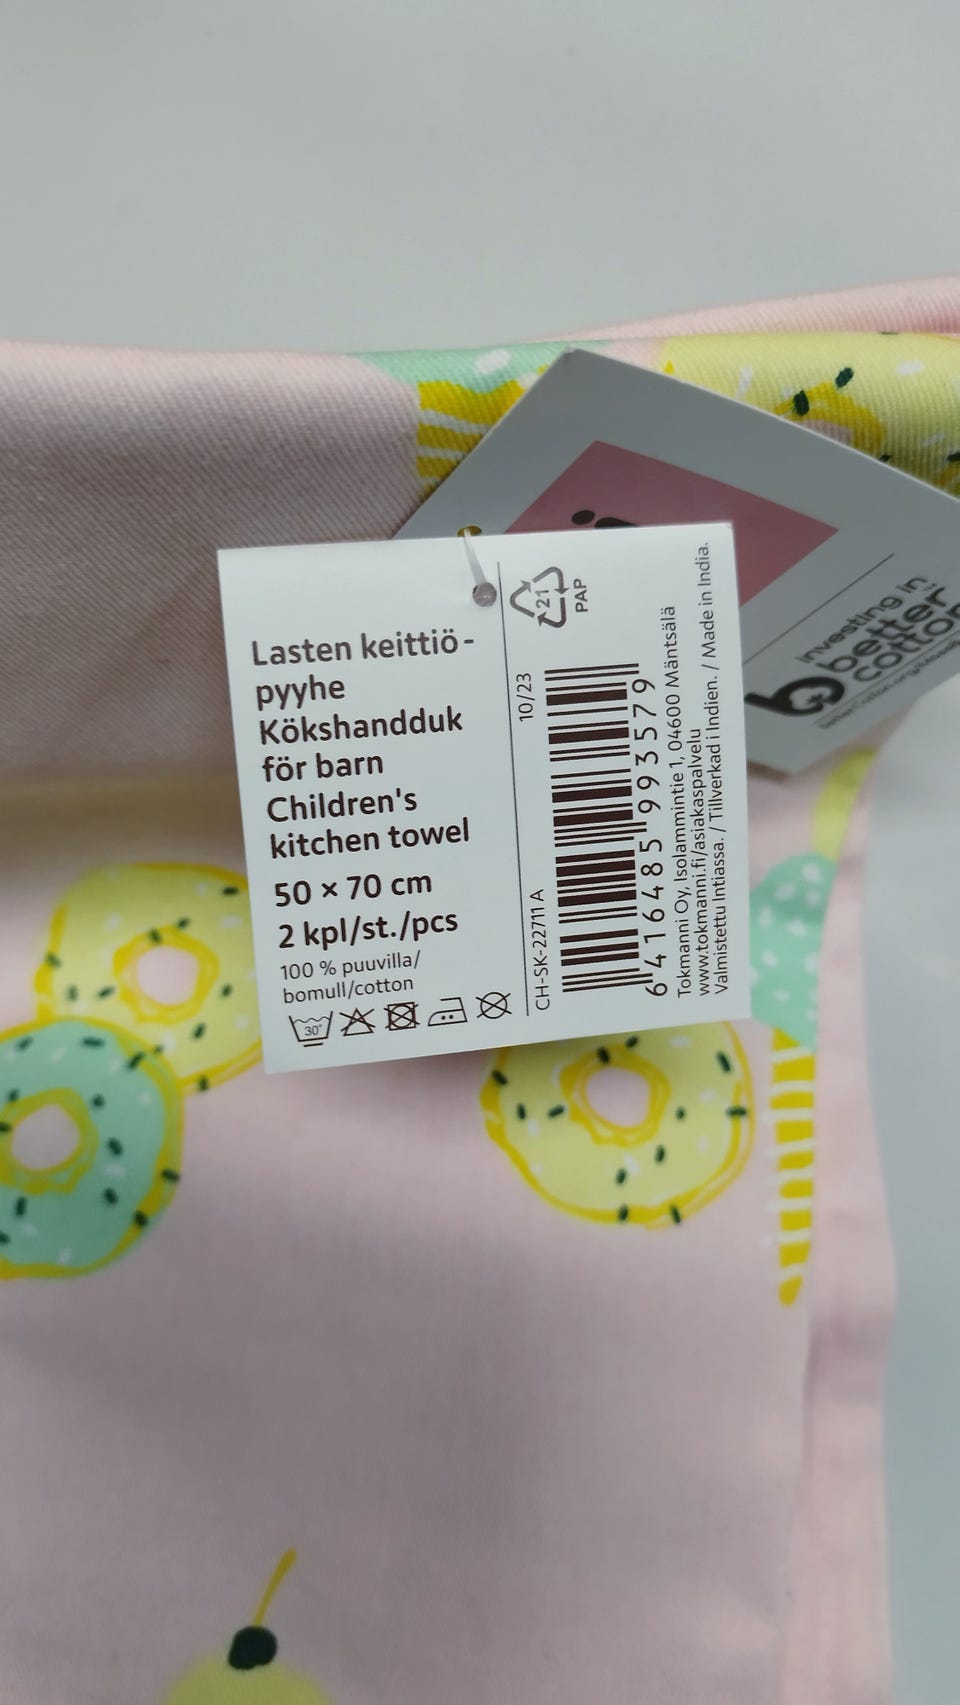 Lasten keittiö-
pyyhe
Kökshandduk
för barn
Children's
kitchen towel
50 × 70 cm
2 kpl/st./pcs
100 % puuvilla/
bomull/cotton
30°
21
PAP
10/23
CH-SK-22711 A
6 416485 993579
Tokmanni Oy, Isolammintie 1, 04600 Mäntsälä
www.tokmanni.fi/asiakaspalvelu
Valmistettu Intiassa. / Tillverkad i Indien. / Made in India.
investing in
better
cotton